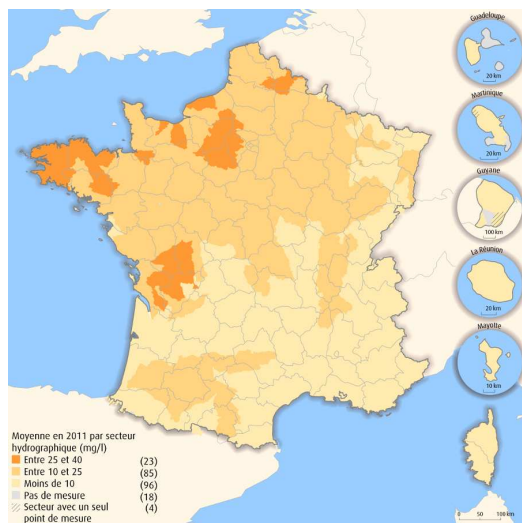 Guadeloupe
20 km
Martinique
20 km
Guyane
100 km
La Réunion
20 km
Mayotte
10 km
Moyenne en 2011 par secteur
hydrographique (mg/l)
Entre 25 et 40 (23)
Entre 10 et 25 (85)
Moins de 10 (96)
Pas de mesure (18)
Secteur avec un seul (4)
point de mesure
0 50 100 km